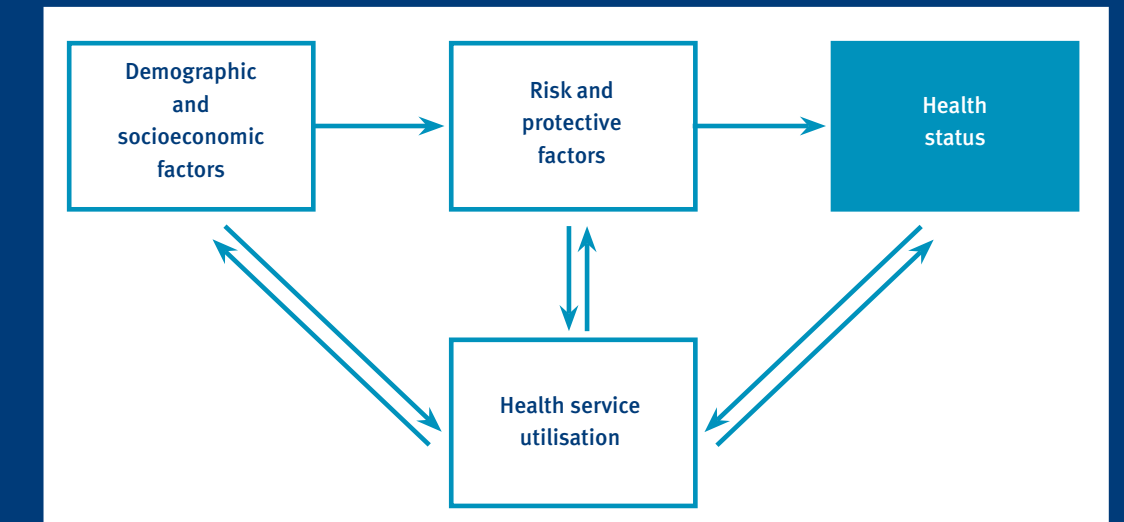 Demographic
and
socioeconomic
factors
Risk and
protective
factors
Health
status
Health service
utilisation